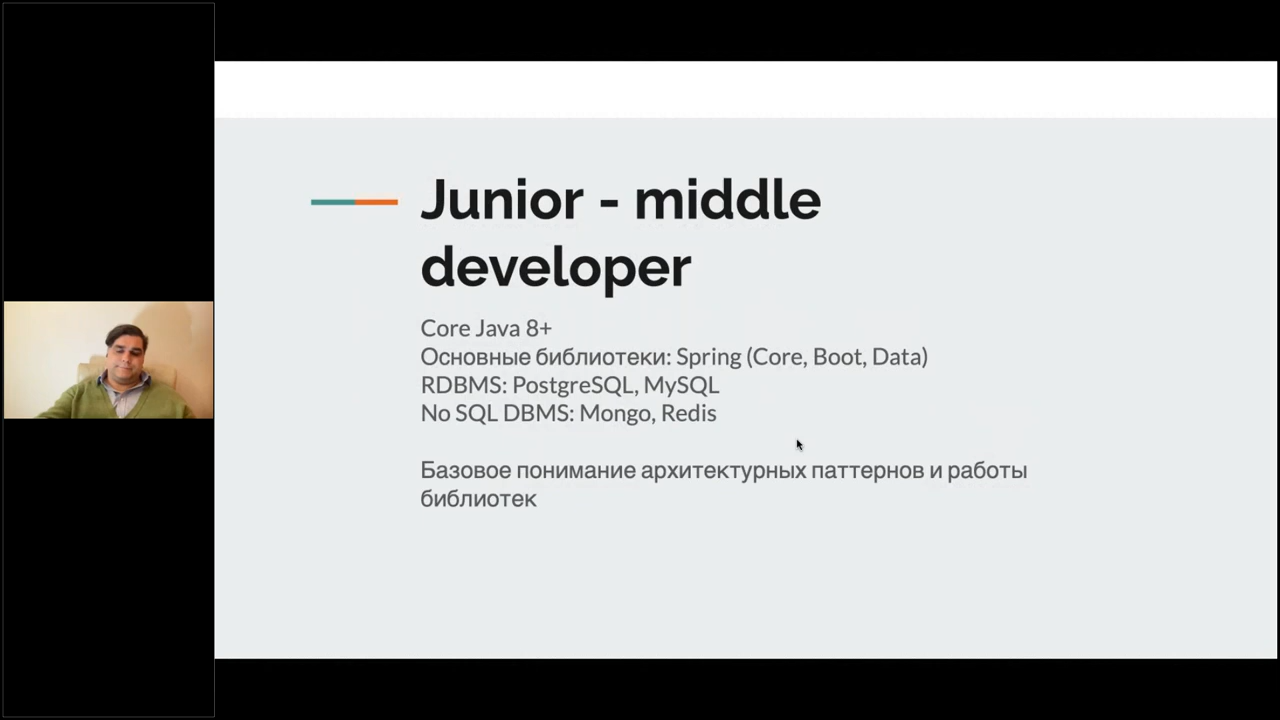 Junior - middle
developer
Core Java 8+
Основные библиотеки: Spring (Core, Boot, Data)
RDBMS: PostgreSQL, MySQL
No SQL DBMS: Mongo, Redis
Базовое понимание архитектурных паттернов и работы
библиотек